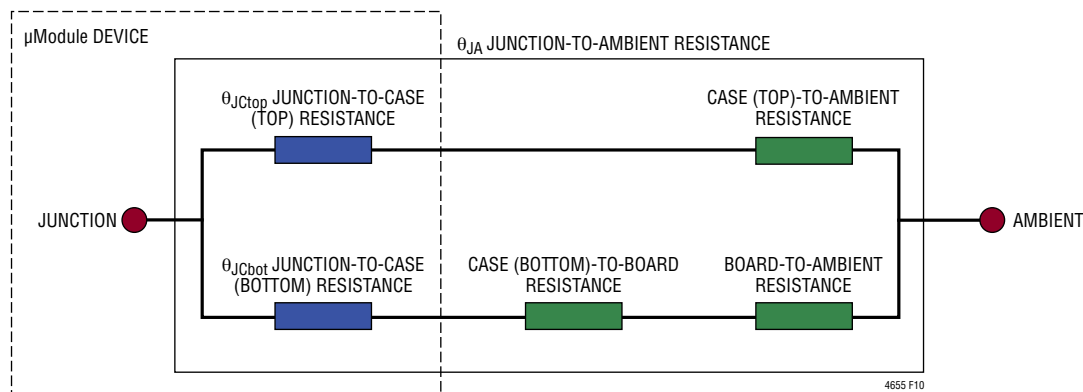 µModule DEVICE
θJA JUNCTION-TO-AMBIENT RESISTANCE
θJCtop JUNCTION-TO-CASE
(TOP) RESISTANCE
CASE (TOP)-TO-AMBIENT
RESISTANCE
JUNCTION
AMBIENT
θJCbot JUNCTION-TO-CASE
(BOTTOM) RESISTANCE
CASE (BOTTOM)-TO-BOARD
RESISTANCE
BOARD-TO-AMBIENT
RESISTANCE
4655 F10